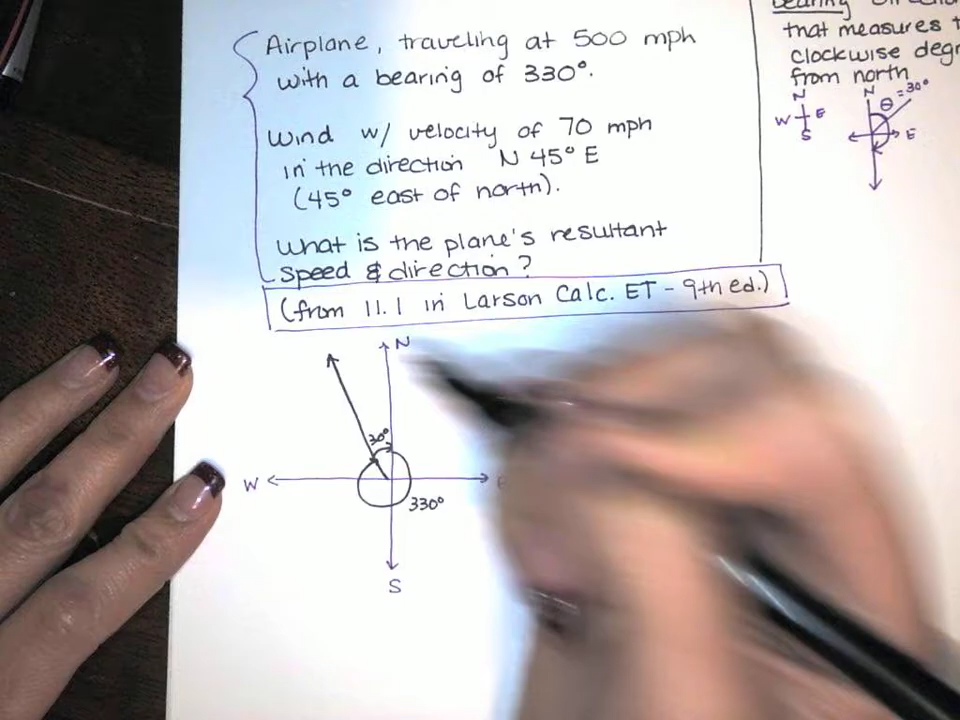 Airplane, traveling at 500 mph
with a bearing of 330°.
Wind w/ velocity of 70 mph
in the direction N 45° E
(45° east of north).
What is the plane's resultant
speed & direction?
(from 11.1 in Larson Calc. ET - 9th ed.)
that measures
clockwise
from north
N
W E
S
N
θ = 30°
E
N
30°
W
330°
S